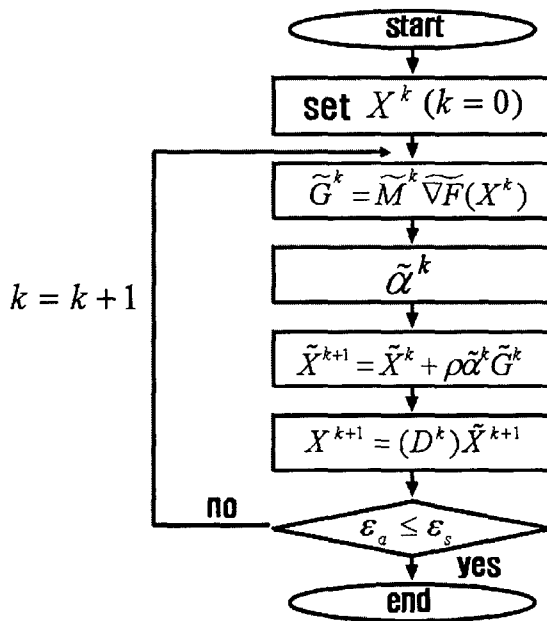 start
set X^k (k = 0)
G̃^k = M̃^k ∇̃F(X^k)
α̃^k
k = k + 1
X̃^{k+1} = X̃^k + ρα̃^k G̃^k
X^{k+1} = (D^k)X̃^{k+1}
no
ε_a ≤ ε_s
yes
end